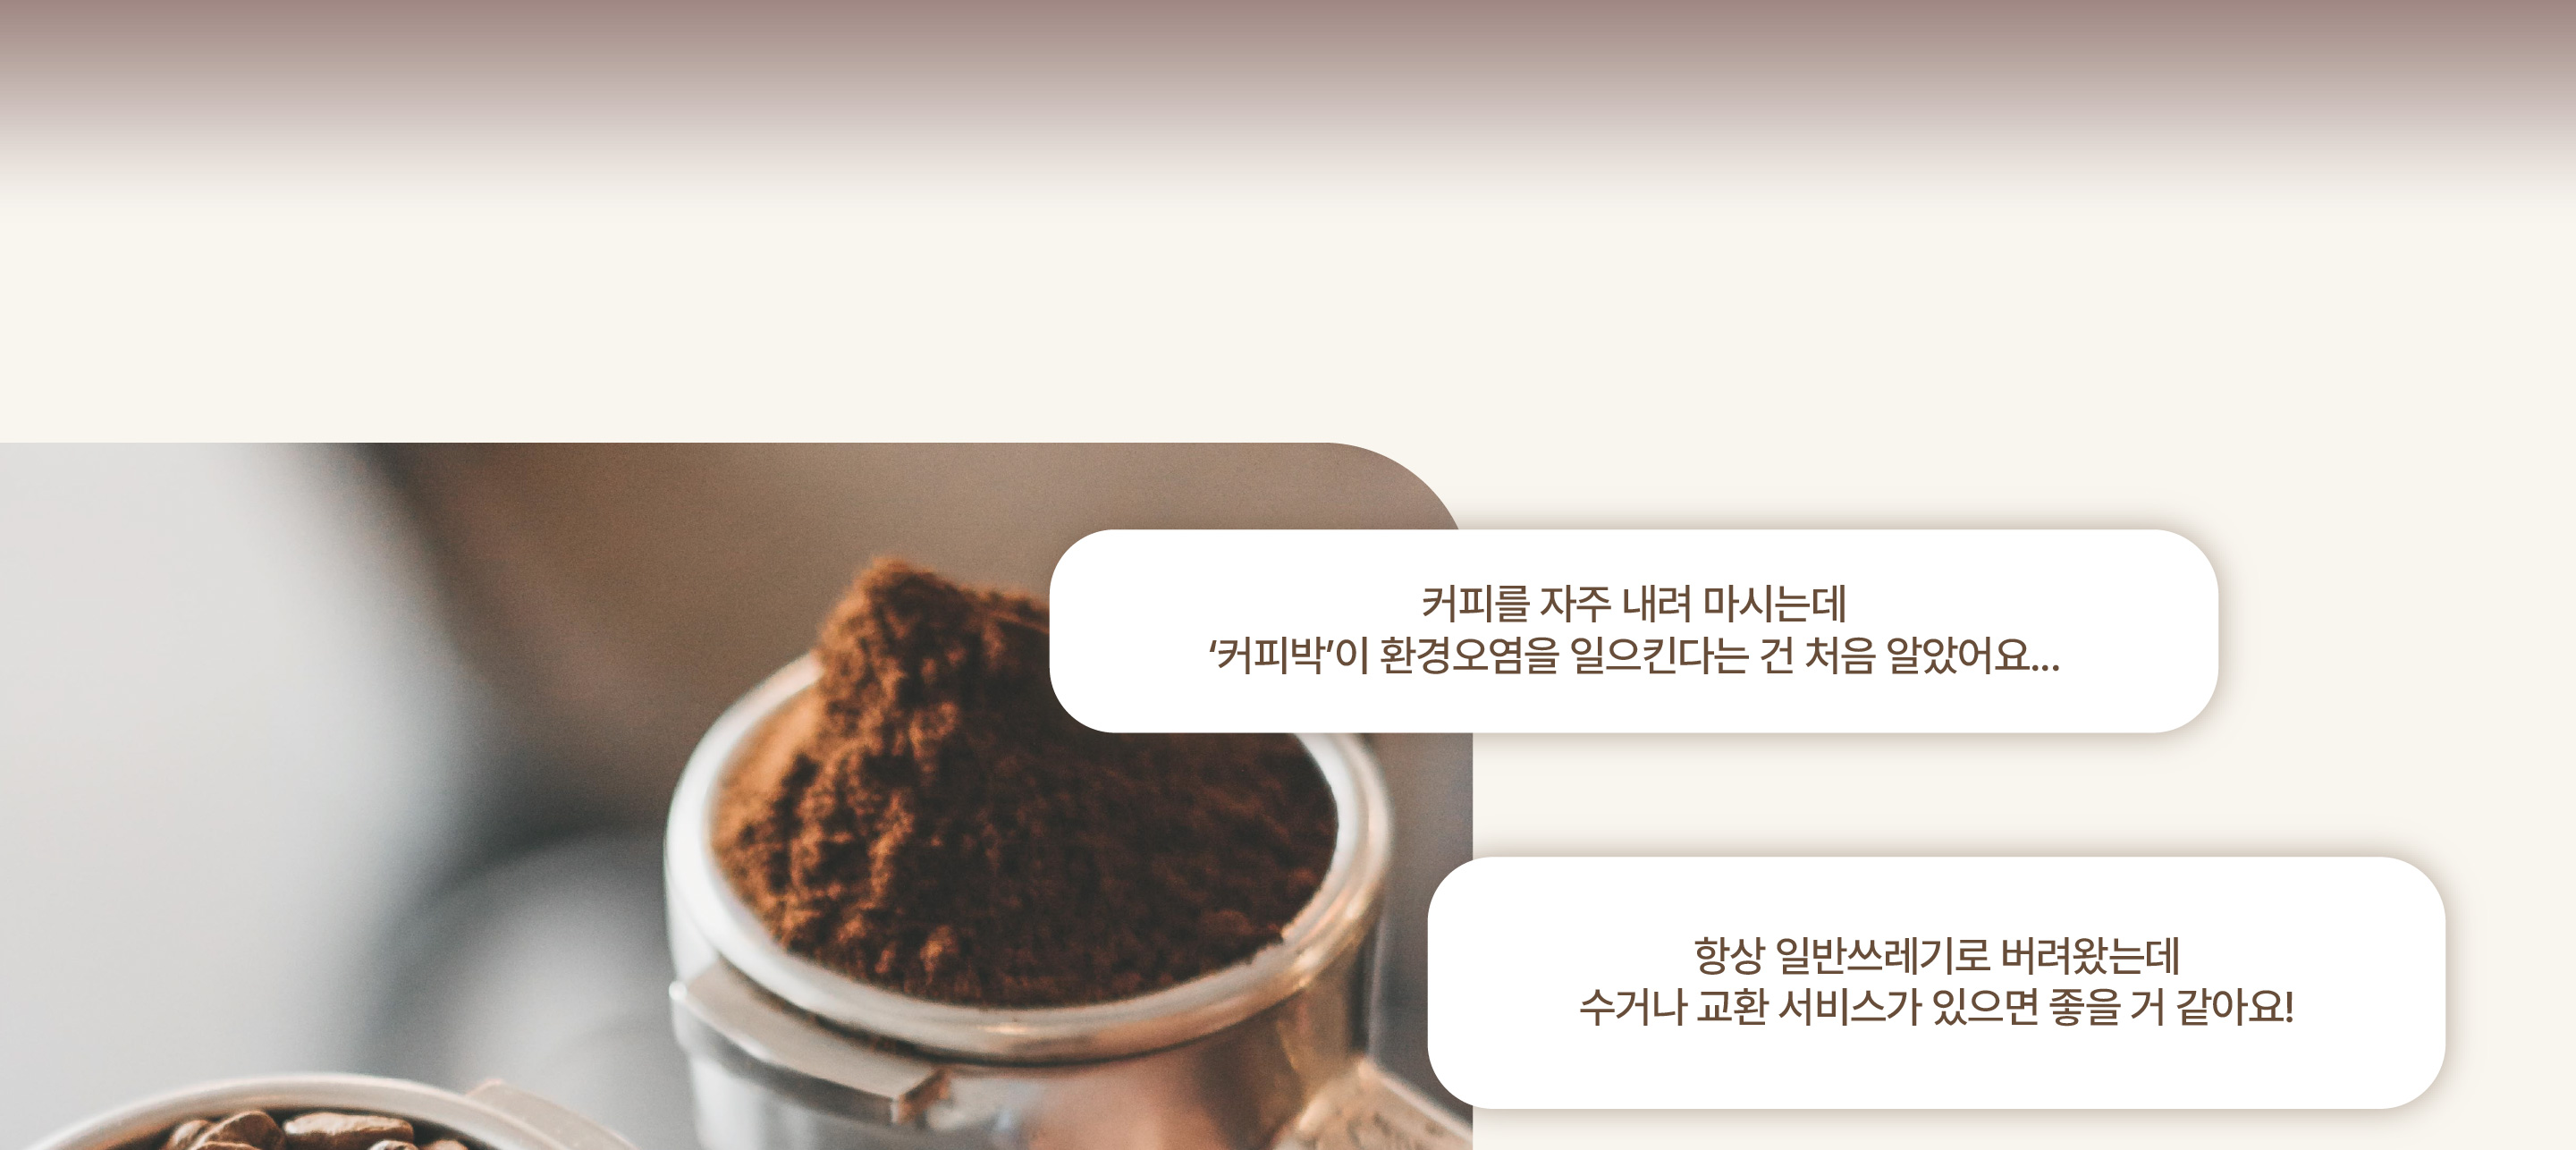 커피를 자주 내려 마시는데
‘커피박’이 환경오염을 일으킨다는 건 처음 알았어요...
항상 일반쓰레기로 버려왔는데
수거나 교환 서비스가 있으면 좋을 거 같아요!